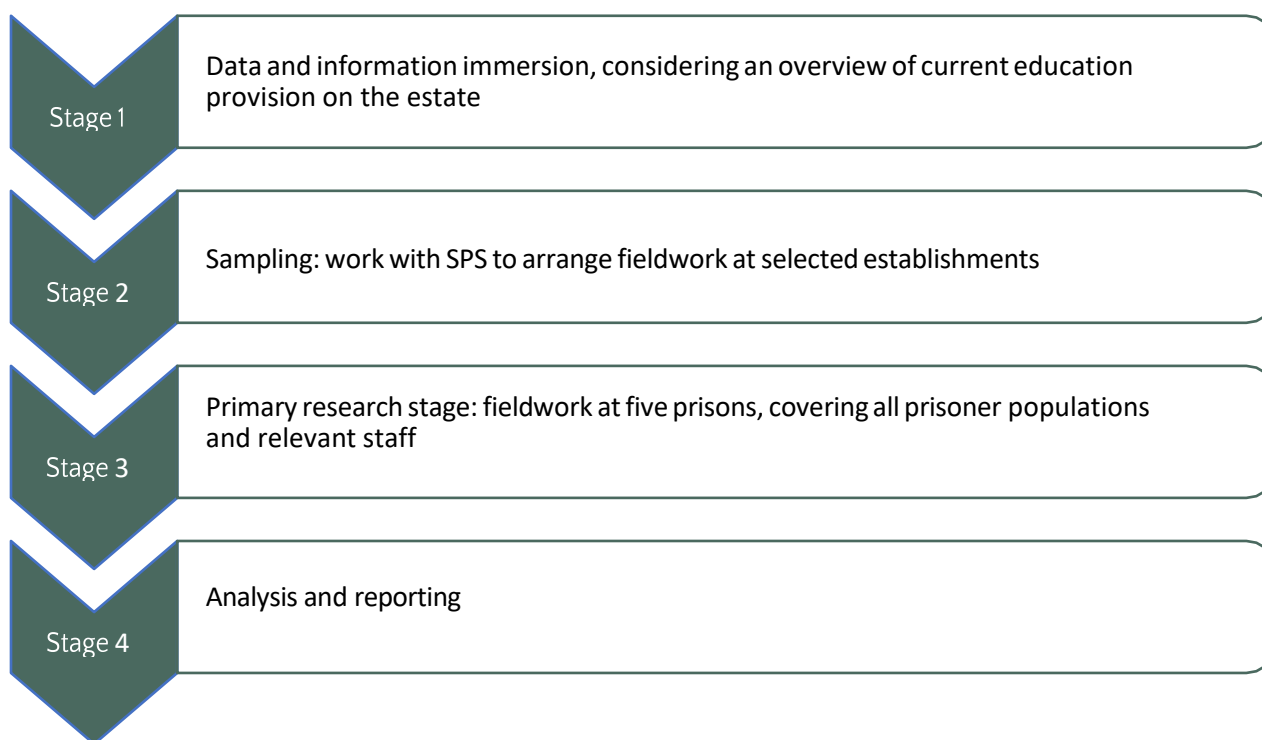 Stage 1
Data and information immersion, considering an overview of current education
provision on the estate
Stage 2
Sampling: work with SPS to arrange fieldwork at selected establishments
Stage 3
Primary research stage: fieldwork at five prisons, covering all prisoner populations
and relevant staff
Stage 4
Analysis and reporting